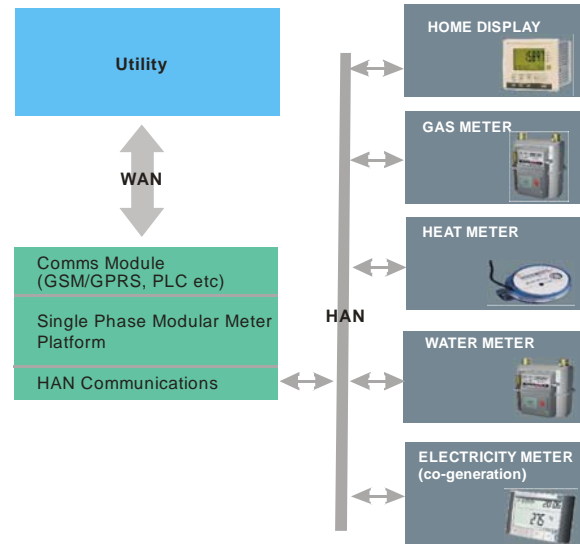 Utility
WAN
Comms Module
(GSM/GPRS, PLC etc)
Single Phase Modular Meter
Platform
HAN Communications
HAN
HOME DISPLAY
GAS METER
HEAT METER
WATER METER
ELECTRICITY METER
(co-generation)